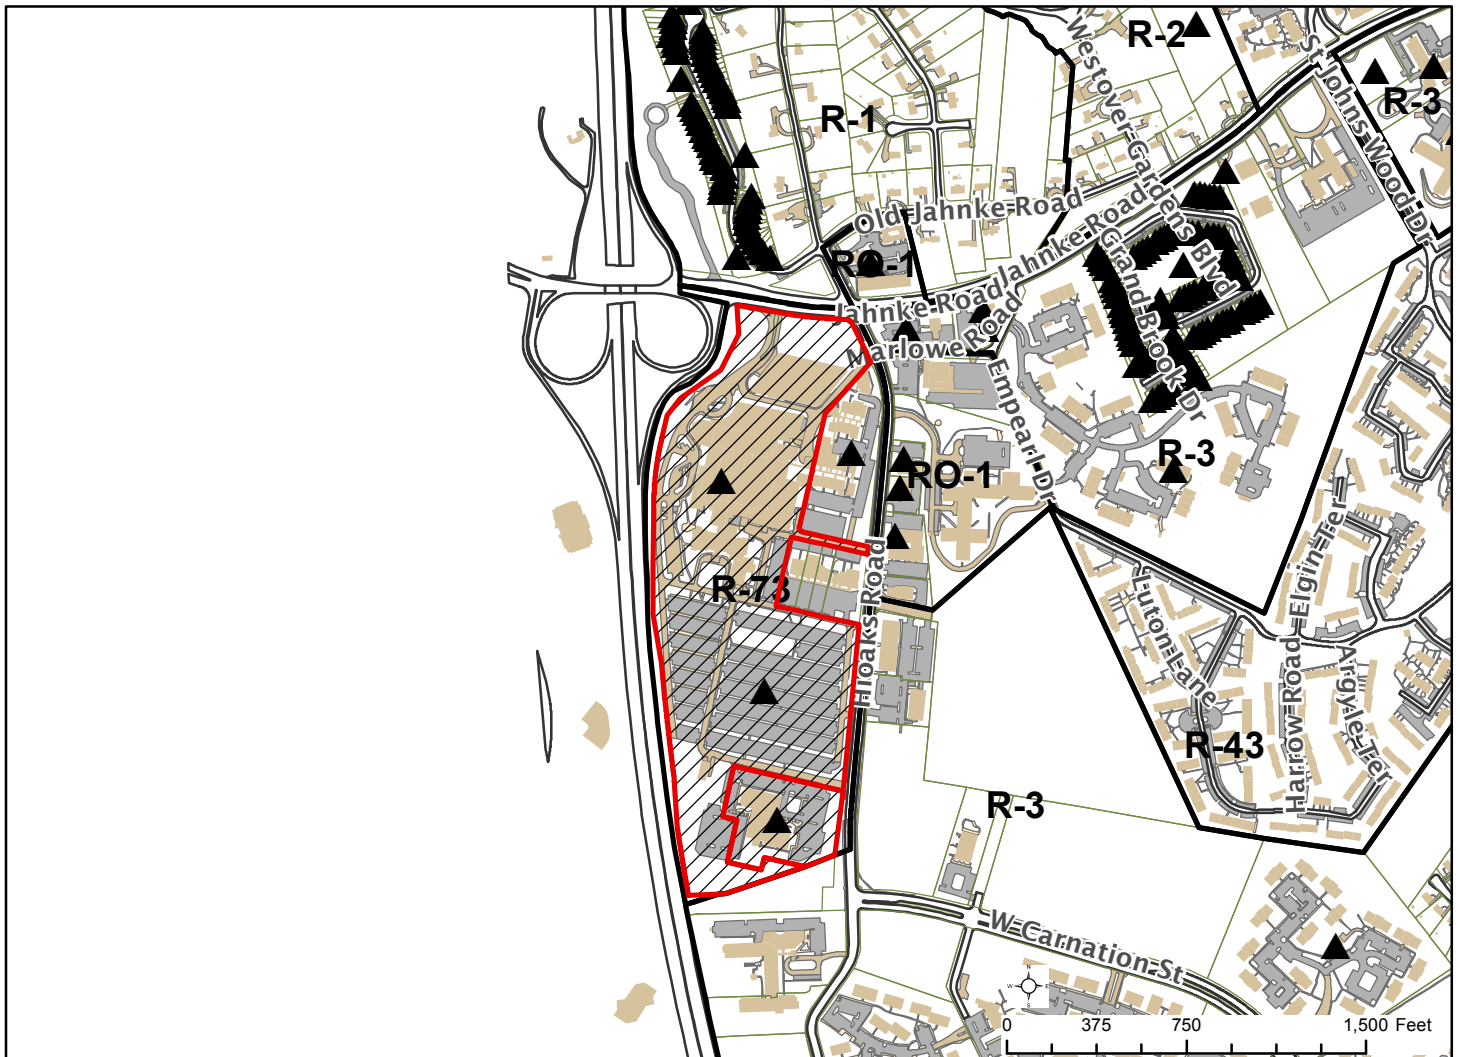 R-2
Westover Gardens Blvd
St Johns Wood Dr
R-3
R-1
Old Jahnke Road
Jahnke Road
RO-1
Jahnke Road
Marlowe Road
Grand Brook Dr
Empearl Dr
R-3
RO-1
R-73
Hioaks Road
Elgin Ter
Luton Lane
Harrow Road
Argyle Ter
R-43
R-3
W Carnation St
N
W E
S
0 375 750 1,500 Feet